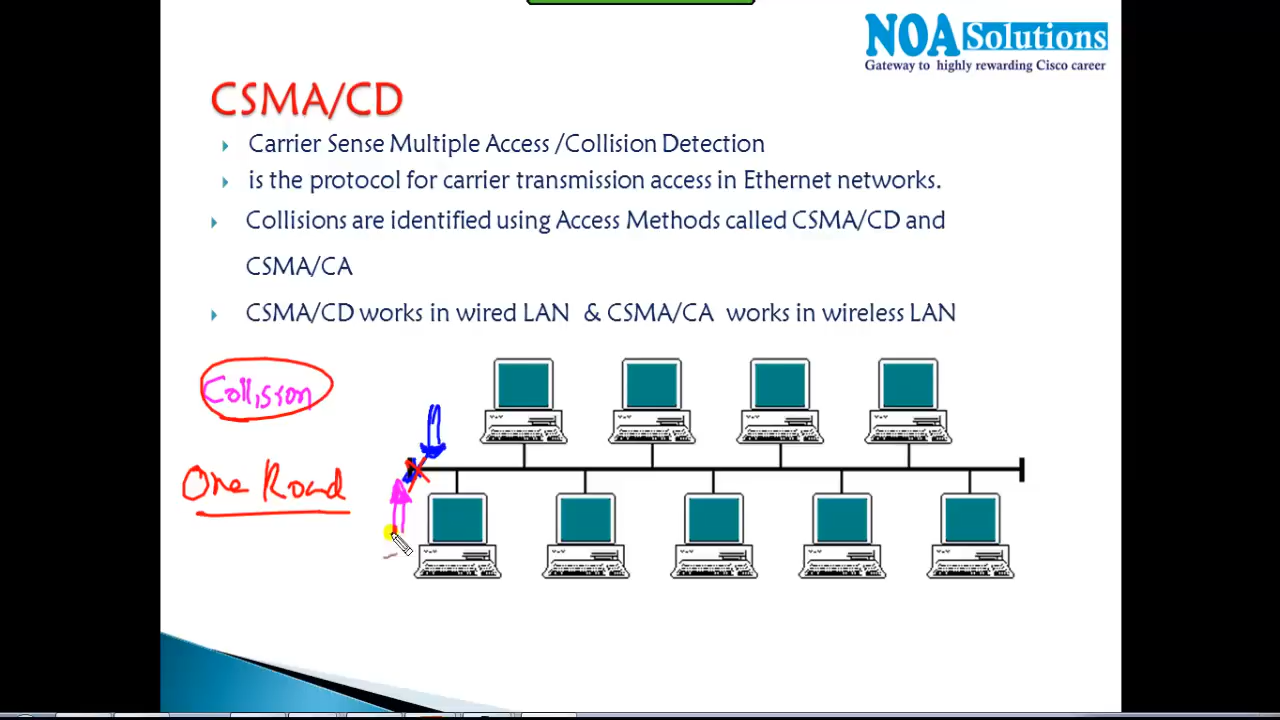 NOA Solutions
Gateway to highly rewarding Cisco career
CSMA/CD
Carrier Sense Multiple Access /Collision Detection
is the protocol for carrier transmission access in Ethernet networks.
Collisions are identified using Access Methods called CSMA/CD and
CSMA/CA
CSMA/CD works in wired LAN & CSMA/CA works in wireless LAN
Collision
One Road